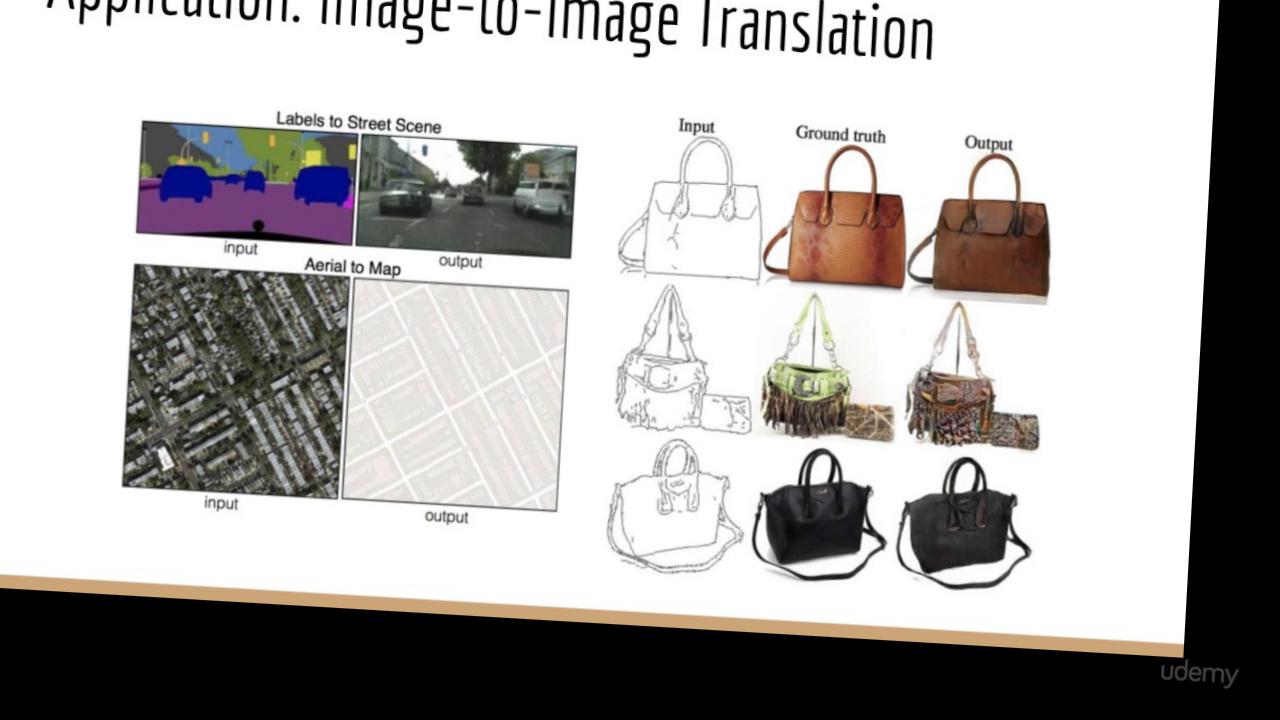 Application: Image-to-Image Translation
Labels to Street Scene
input
output
Aerial to Map
input
output
Input
Ground truth
Output
udemy